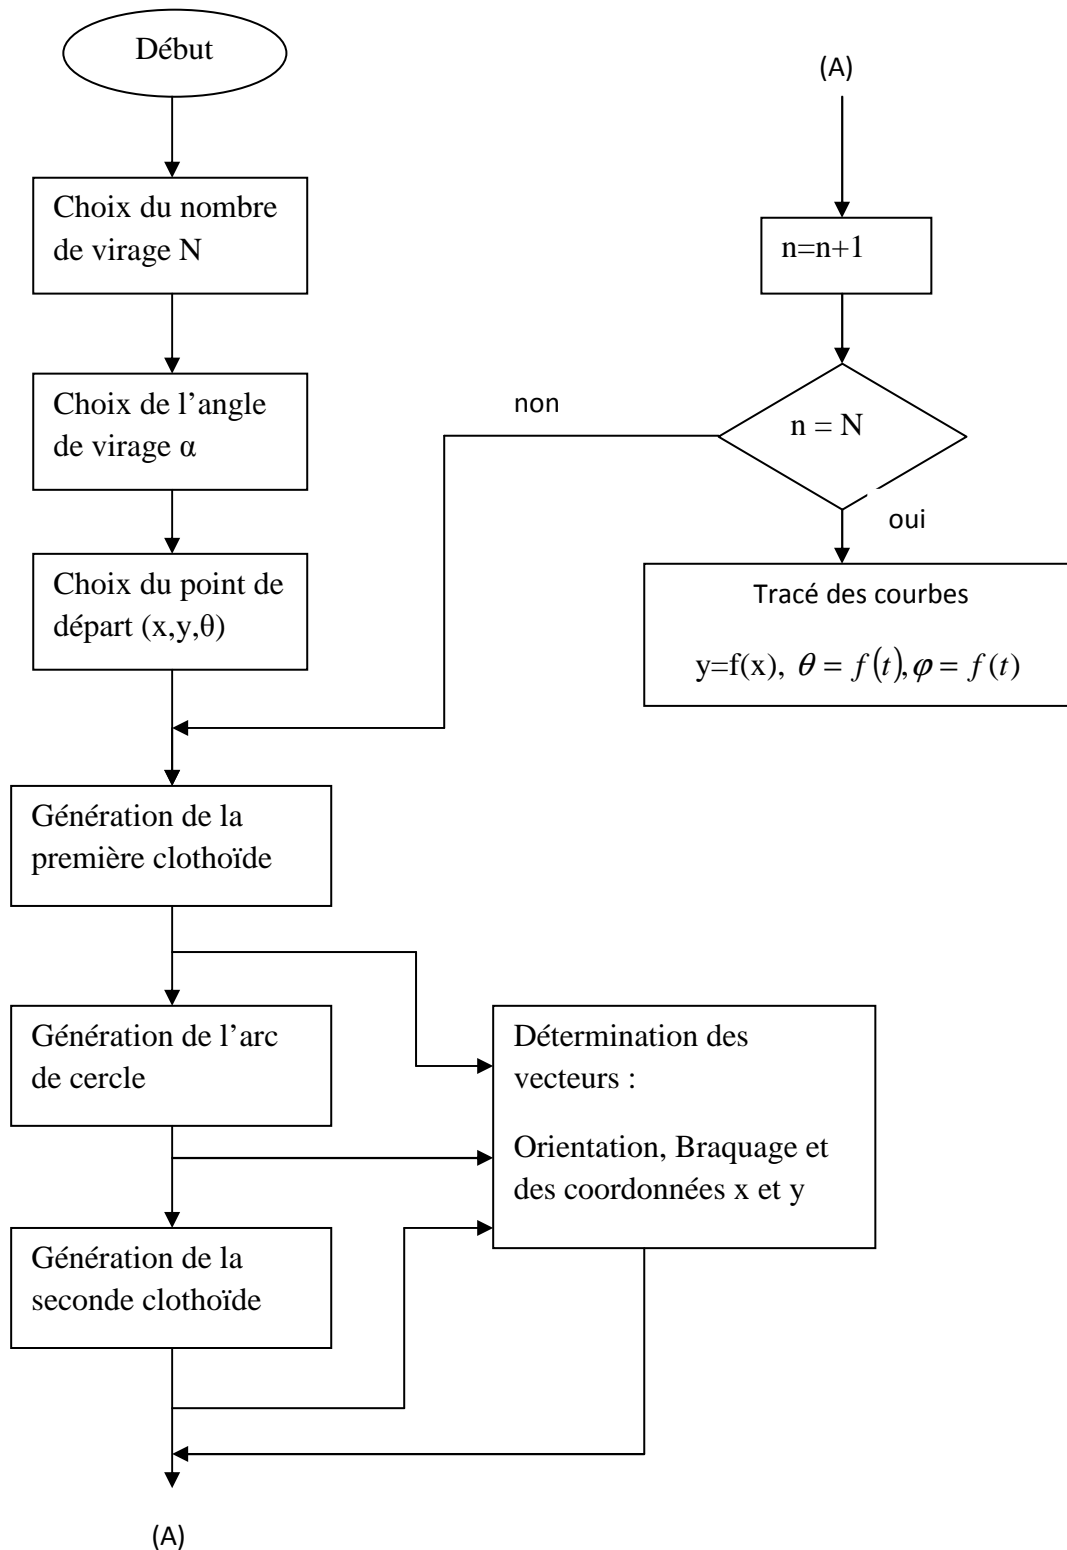 Début
Choix du nombre
de virage N
Choix de l’angle
de virage α
Choix du point de
départ (x,y,θ)
Génération de la
première clothoïde
Génération de l’arc
de cercle
Génération de la
seconde clothoïde
Détermination des
vecteurs :
Orientation, Braquage et
des coordonnées x et y
(A)
(A)
n=n+1
n = N
non
oui
Tracé des courbes
y=f(x), θ = f(t), φ = f(t)